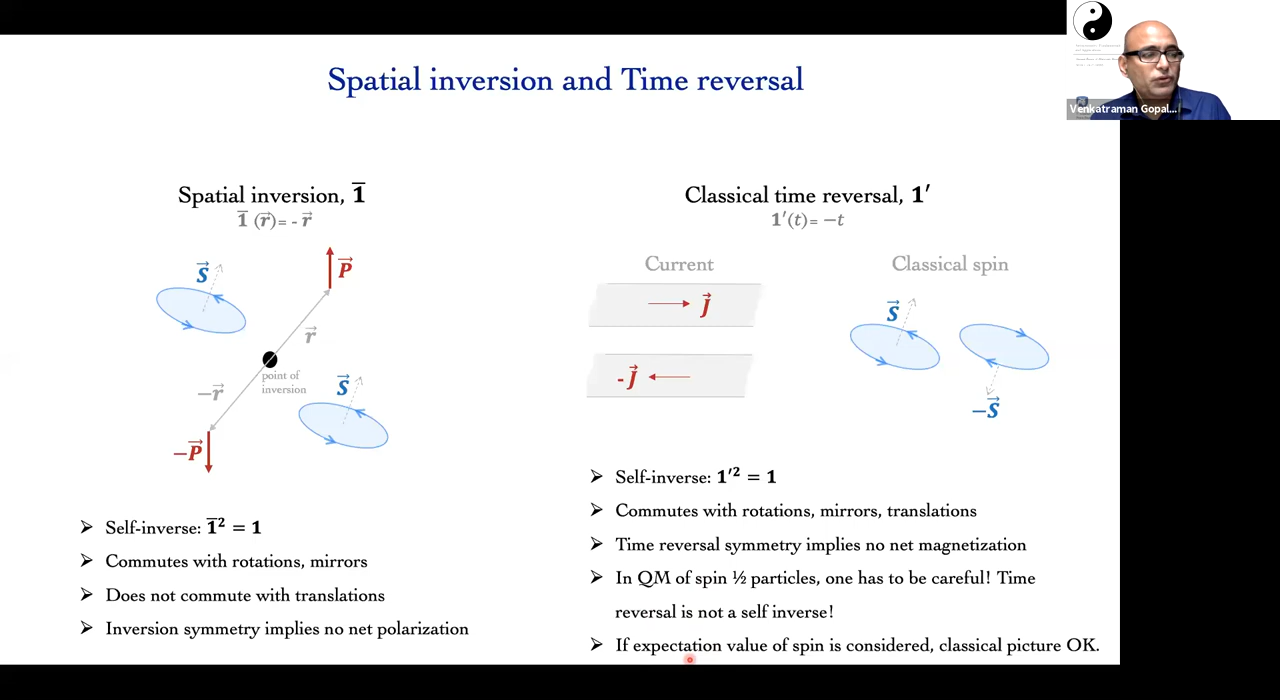 Spatial inversion and Time reversal
Venkatraman Gopal...
Spatial inversion, 1̅
1̅ (r⃗)= - r⃗
S⃗
P⃗
r⃗
point of
inversion
−r⃗
S⃗
−P⃗
➢ Self-inverse: 1̅² = 1
➢ Commutes with rotations, mirrors
➢ Does not commute with translations
➢ Inversion symmetry implies no net polarization
Classical time reversal, 1′
1′(t)= −t
Current
J⃗
-J⃗
Classical spin
S⃗
−S⃗
➢ Self-inverse: 1′² = 1
➢ Commutes with rotations, mirrors, translations
➢ Time reversal symmetry implies no net magnetization
➢ In QM of spin ½ particles, one has to be careful! Time
reversal is not a self inverse!
➢ If expectation value of spin is considered, classical picture OK.